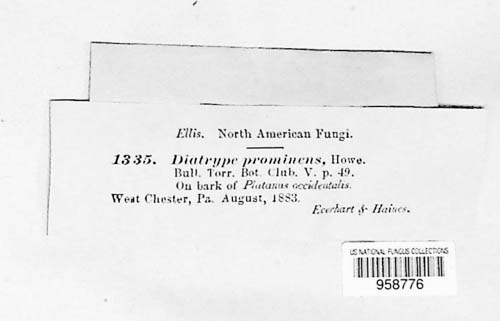 Ellis. North American Fungi.
1335. Diatrype prominens, Howe.
Bull. Torr. Bot. Club. V. p. 49.
On bark of Platanus occidentalis.
West Chester, Pa. August, 1883.
Everhart & Haines.
US NATIONAL FUNGUS COLLECTIONS
958776